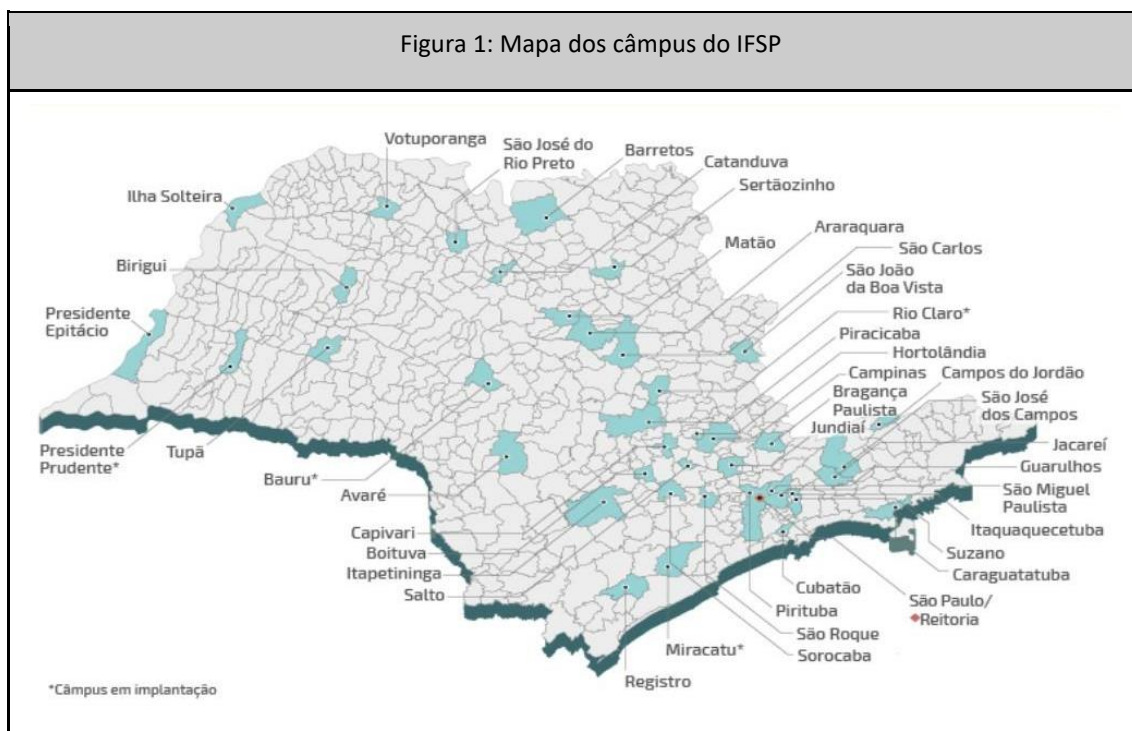 Figura 1: Mapa dos câmpus do IFSP
Votuporanga
São José do
Rio Preto
Barretos
Catanduva
Sertãozinho
Ilha Solteira
Araraquara
Matão
São Carlos
São João
da Boa Vista
Birigui
Rio Claro*
Presidente
Epitácio
Piracicaba
Hortolândia
Campinas
Campos do Jordão
Bragança
Paulista
São José
dos Campos
Jundiaí
Jacareí
Presidente
Prudente*
Tupã
Guarulhos
Bauru*
São Miguel
Paulista
Avaré
Itaquaquecetuba
Capivari
Suzano
Boituva
Caraguatatuba
Itapetininga
Cubatão
Salto
São Paulo/
Reitoria
Pirituba
São Roque
Miracatu*
Sorocaba
Registro
*Câmpus em implantação